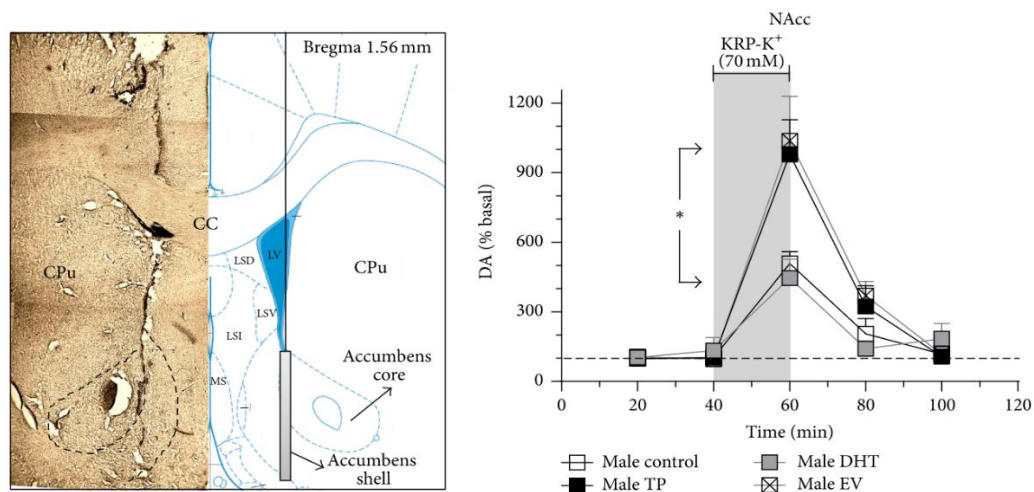 Bregma 1.56 mm
CC
CPu
LSD
LV
CPu
LSV
LSI
MS
Accumbens
core
Accumbens
shell
NAcc
KRP-K⁺
(70 mM)
DA (% basal)
1200
900
600
300
0
*
0 20 40 60 80 100 120
Time (min)
Male control Male DHT
Male TP Male EV